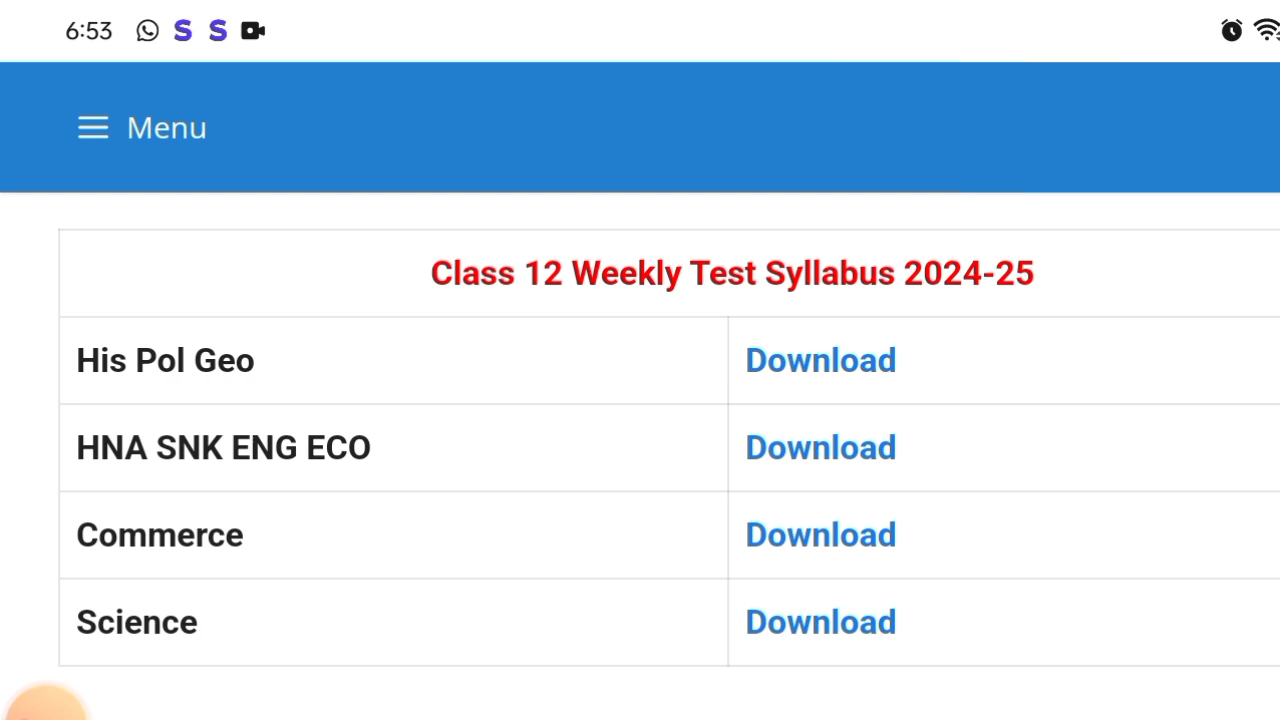 6:53 S S
Menu
Class 12 Weekly Test Syllabus 2024-25
His Pol Geo Download
HNA SNK ENG ECO Download
Commerce Download
Science Download